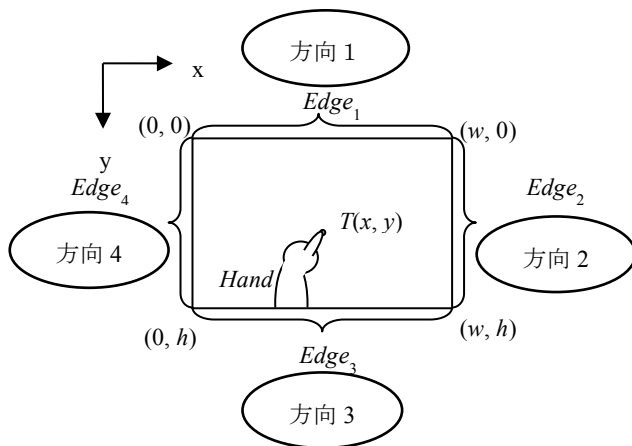 方向 1
x
y
Edge₁
(0, 0)
(w, 0)
Edge₄
Edge₂
方向 4
T(x, y)
方向 2
Hand
(0, h)
(w, h)
Edge₃
方向 3